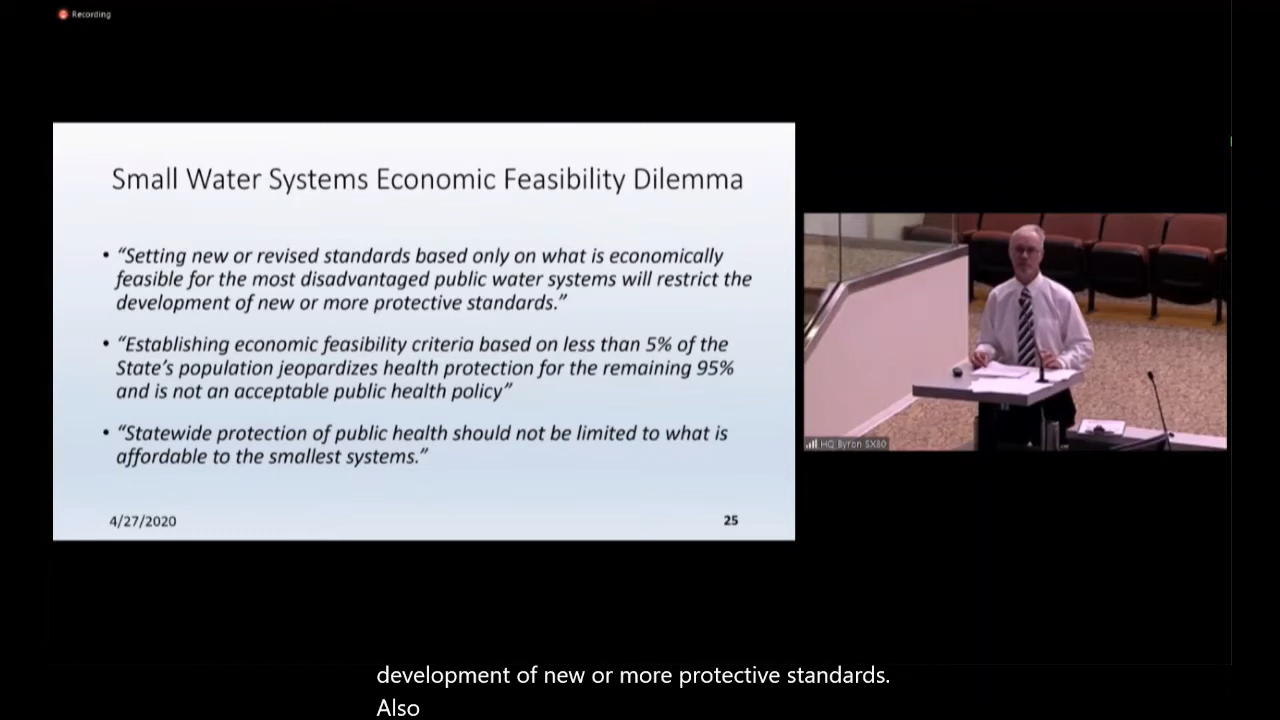 Recording
Small Water Systems Economic Feasibility Dilemma
• “Setting new or revised standards based only on what is economically
feasible for the most disadvantaged public water systems will restrict the
development of new or more protective standards.”
• “Establishing economic feasibility criteria based on less than 5% of the
State’s population jeopardizes health protection for the remaining 95%
and is not an acceptable public health policy”
• “Statewide protection of public health should not be limited to what is
affordable to the smallest systems.”
4/27/2020
25
HQ Byron SX80
development of new or more protective standards.
Also